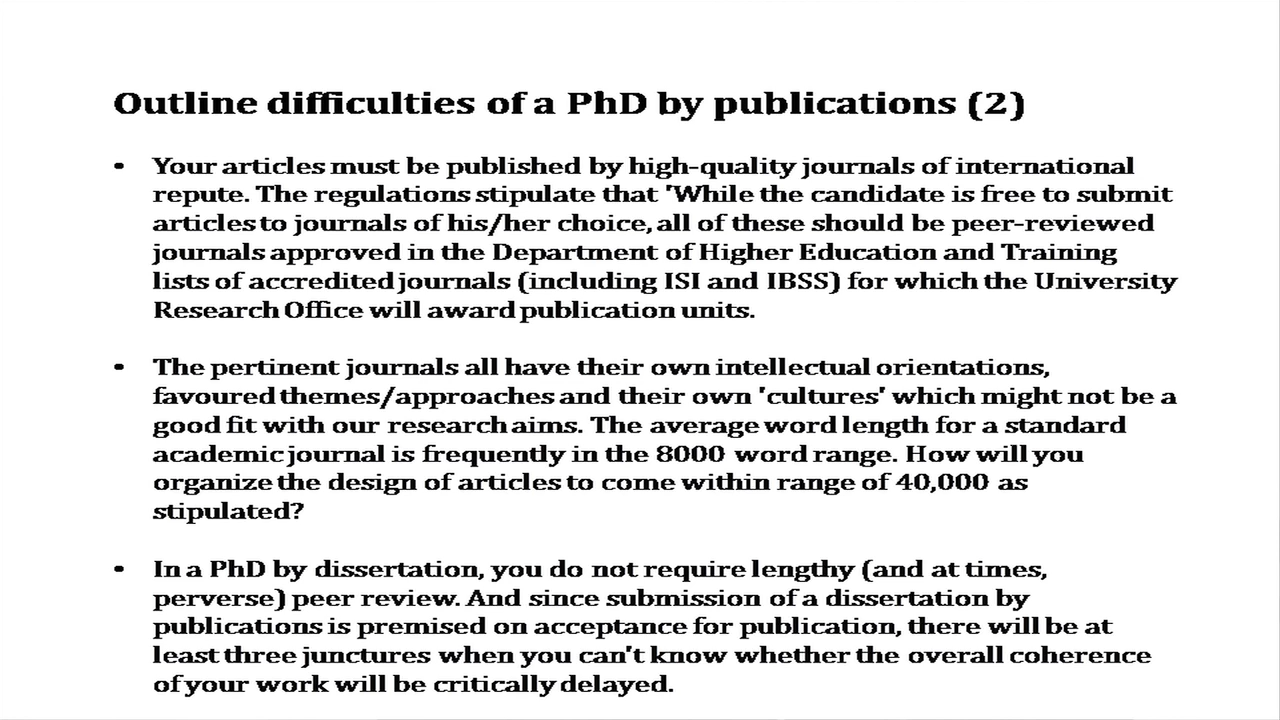 Outline difficulties of a PhD by publications (2)
• Your articles must be published by high-quality journals of international
repute. The regulations stipulate that 'While the candidate is free to submit
articles to journals of his/her choice, all of these should be peer-reviewed
journals approved in the Department of Higher Education and Training
lists of accredited journals (including ISI and IBSS) for which the University
Research Office will award publication units.
• The pertinent journals all have their own intellectual orientations,
favoured themes/approaches and their own 'cultures' which might not be a
good fit with our research aims. The average word length for a standard
academic journal is frequently in the 8000 word range. How will you
organize the design of articles to come within range of 40,000 as
stipulated?
• In a PhD by dissertation, you do not require lengthy (and at times,
perverse) peer review. And since submission of a dissertation by
publications is premised on acceptance for publication, there will be at
least three junctures when you can't know whether the overall coherence
of your work will be critically delayed.